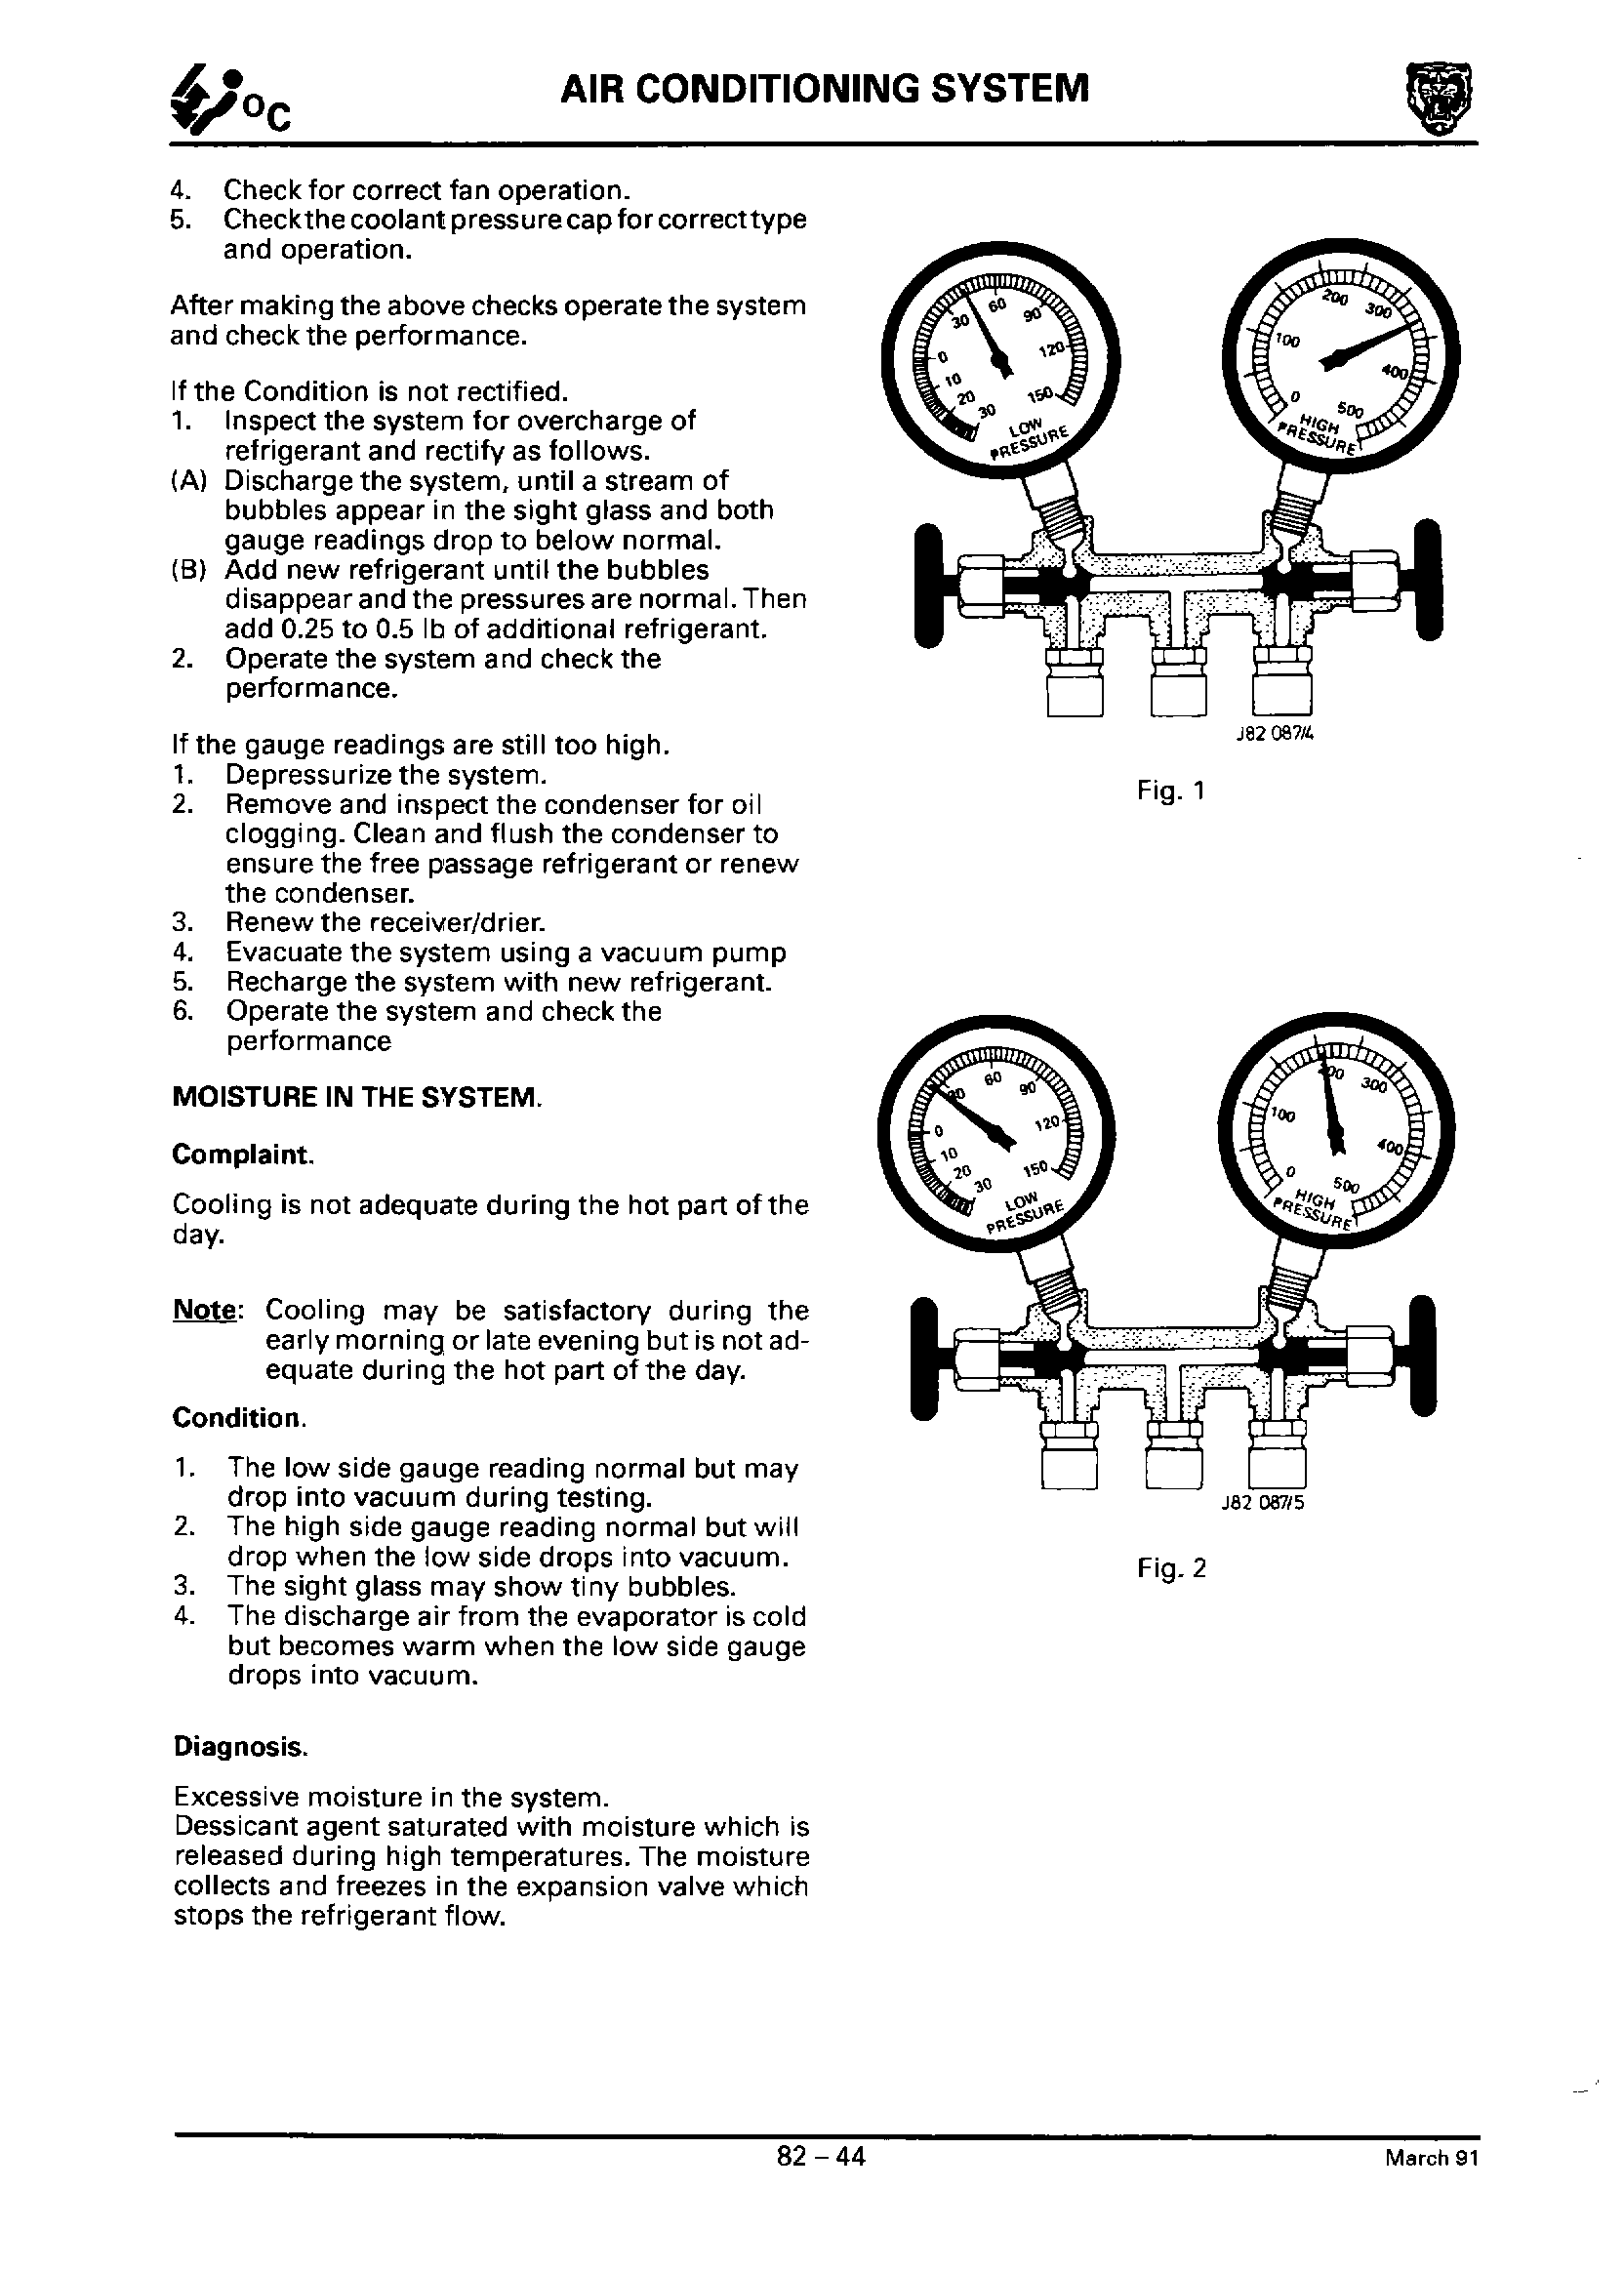 °C
AIR CONDITIONING SYSTEM
4. Check for correct fan operation.
5. Check the coolant pressure cap for correct type
and operation.
After making the above checks operate the system
and check the performance.
If the Condition is not rectified.
1. Inspect the system for overcharge of
refrigerant and rectify as follows.
(A) Discharge the system, until a stream of
bubbles appear in the sight glass and both
gauge readings drop to below normal.
(B) Add new refrigerant until the bubbles
disappear and the pressures are normal. Then
add 0.25 to 0.5 lb of additional refrigerant.
2. Operate the system and check the
performance.
If the gauge readings are still too high.
1. Depressurize the system.
2. Remove and inspect the condenser for oil
clogging. Clean and flush the condenser to
ensure the free passage refrigerant or renew
the condenser.
3. Renew the receiver/drier.
4. Evacuate the system using a vacuum pump
5. Recharge the system with new refrigerant.
6. Operate the system and check the
performance
MOISTURE IN THE SYSTEM.
Complaint.
Cooling is not adequate during the hot part of the
day.
Note: Cooling may be satisfactory during the
early morning or late evening but is not ad-
equate during the hot part of the day.
Condition.
1. The low side gauge reading normal but may
drop into vacuum during testing.
2. The high side gauge reading normal but will
drop when the low side drops into vacuum.
3. The sight glass may show tiny bubbles.
4. The discharge air from the evaporator is cold
but becomes warm when the low side gauge
drops into vacuum.
Diagnosis.
Excessive moisture in the system.
Dessicant agent saturated with moisture which is
released during high temperatures. The moisture
collects and freezes in the expansion valve which
stops the refrigerant flow.
30 60 90 120 150
0 10 20 30
LOW
PRESSURE
0 100 200 300 400 500
HIGH
PRESSURE
J82 087/4
Fig. 1
30 60 90 120 150
0 10 20 30
LOW
PRESSURE
0 100 200 300 400 500
HIGH
PRESSURE
J82 087/5
Fig. 2
82 – 44
March 91